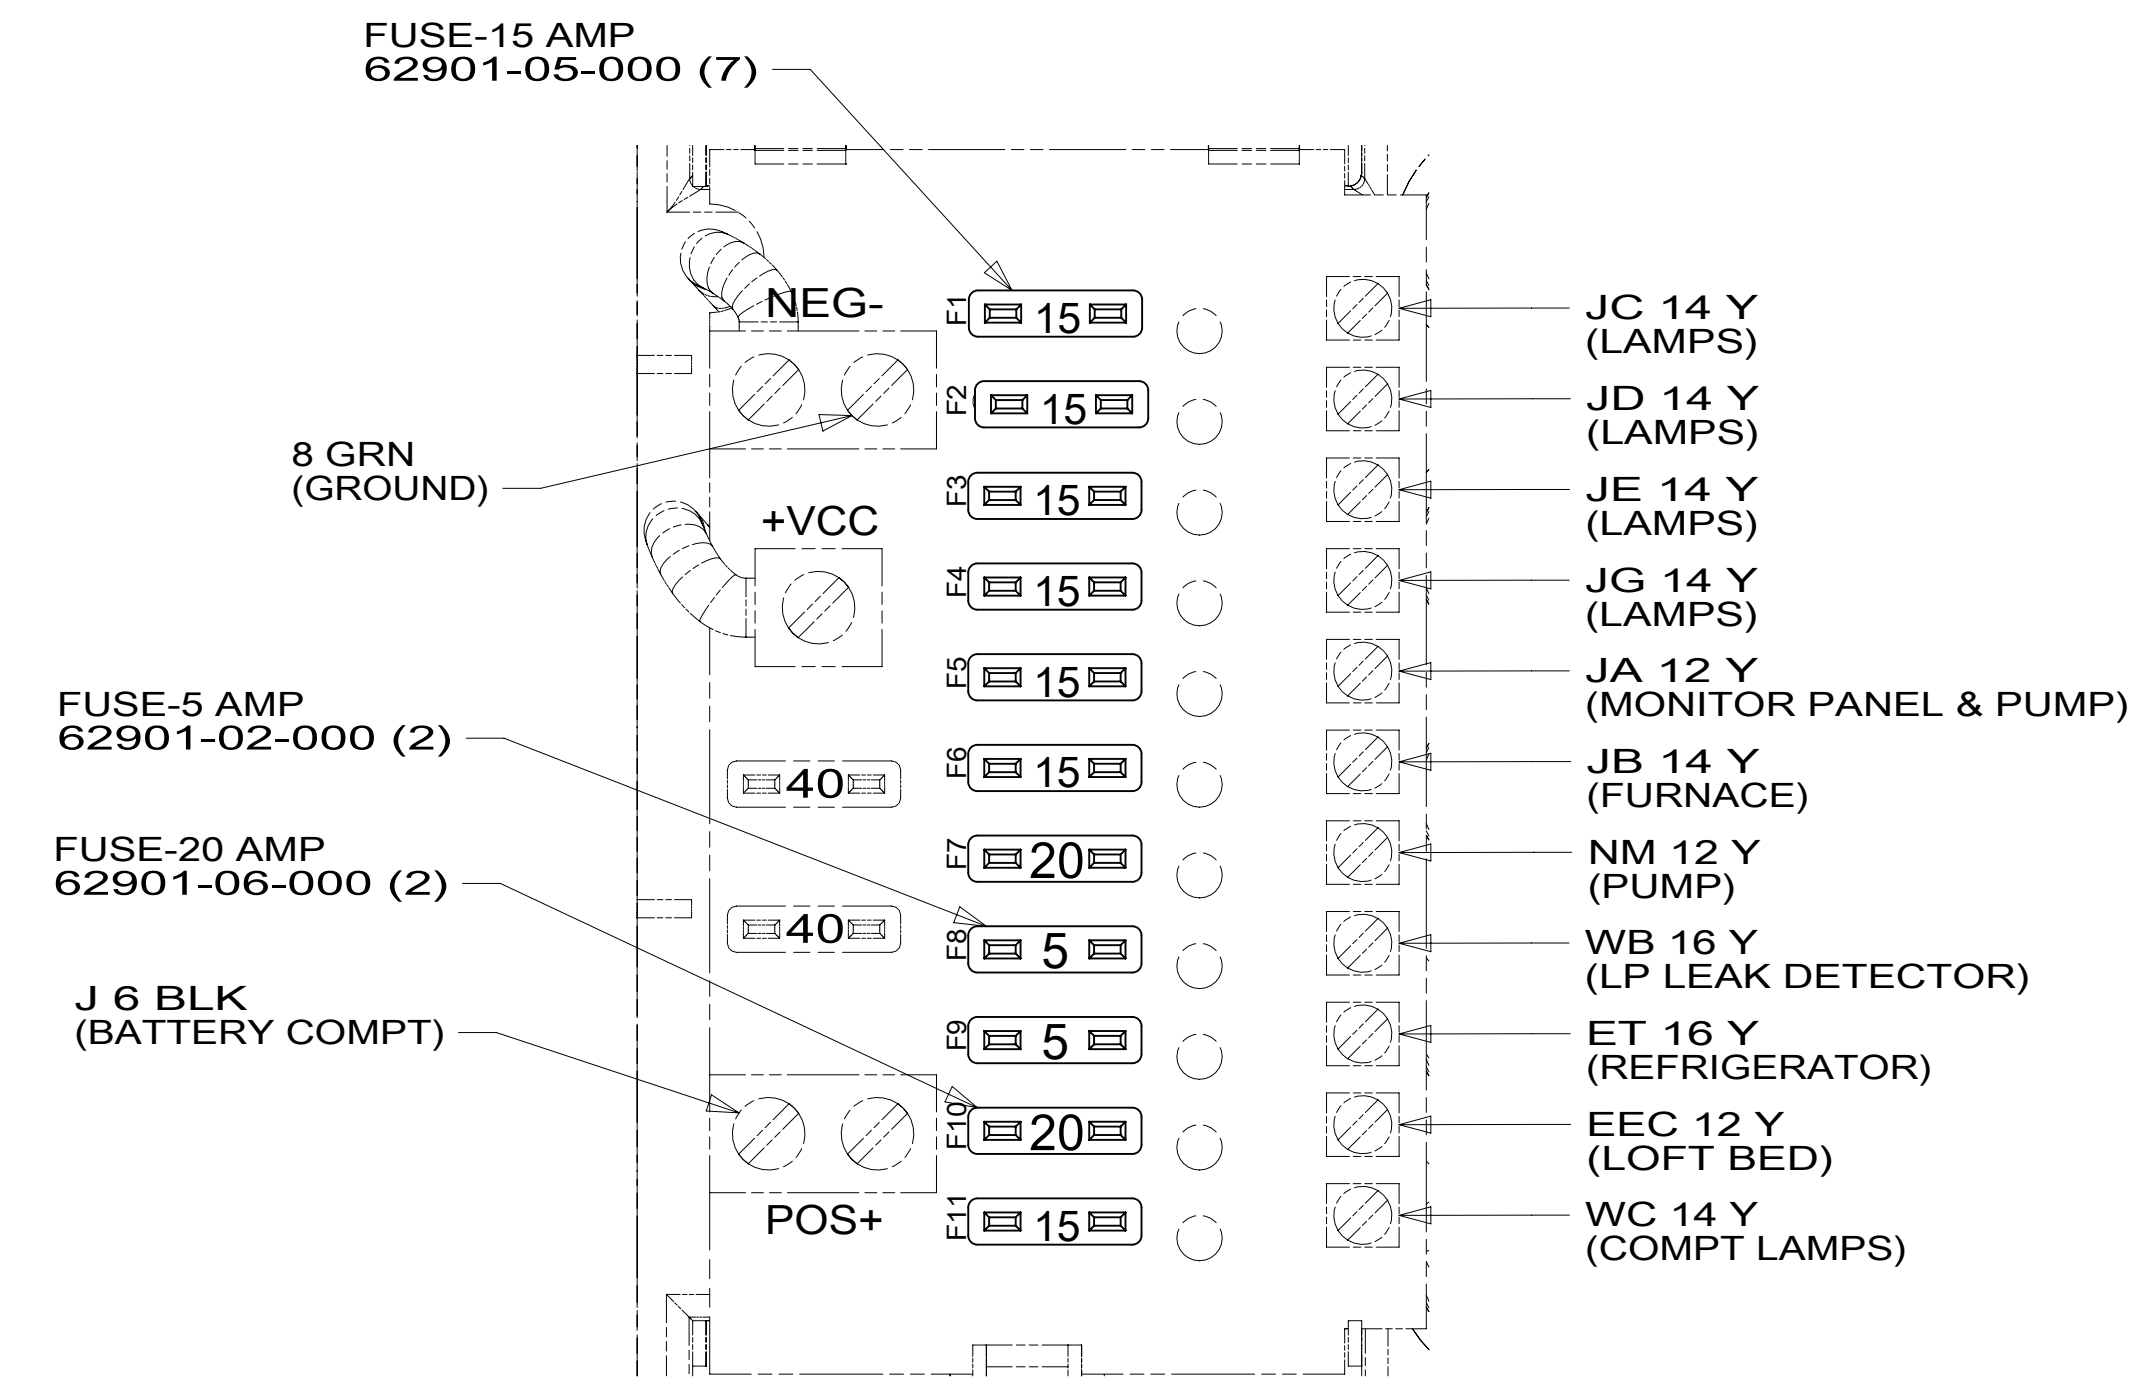 FUSE-15 AMP
62901-05-000 (7)
NEG-
8 GRN
(GROUND)
+VCC
FUSE-5 AMP
62901-02-000 (2)
40
FUSE-20 AMP
62901-06-000 (2)
40
J 6 BLK
(BATTERY COMPT)
POS+
F1 15
F2 15
F3 15
F4 15
F5 15
F6 15
F7 20
F8 5
F9 5
F10 20
F11 15
JC 14 Y
(LAMPS)
JD 14 Y
(LAMPS)
JE 14 Y
(LAMPS)
JG 14 Y
(LAMPS)
JA 12 Y
(MONITOR PANEL & PUMP)
JB 14 Y
(FURNACE)
NM 12 Y
(PUMP)
WB 16 Y
(LP LEAK DETECTOR)
ET 16 Y
(REFRIGERATOR)
EEC 12 Y
(LOFT BED)
WC 14 Y
(COMPT LAMPS)